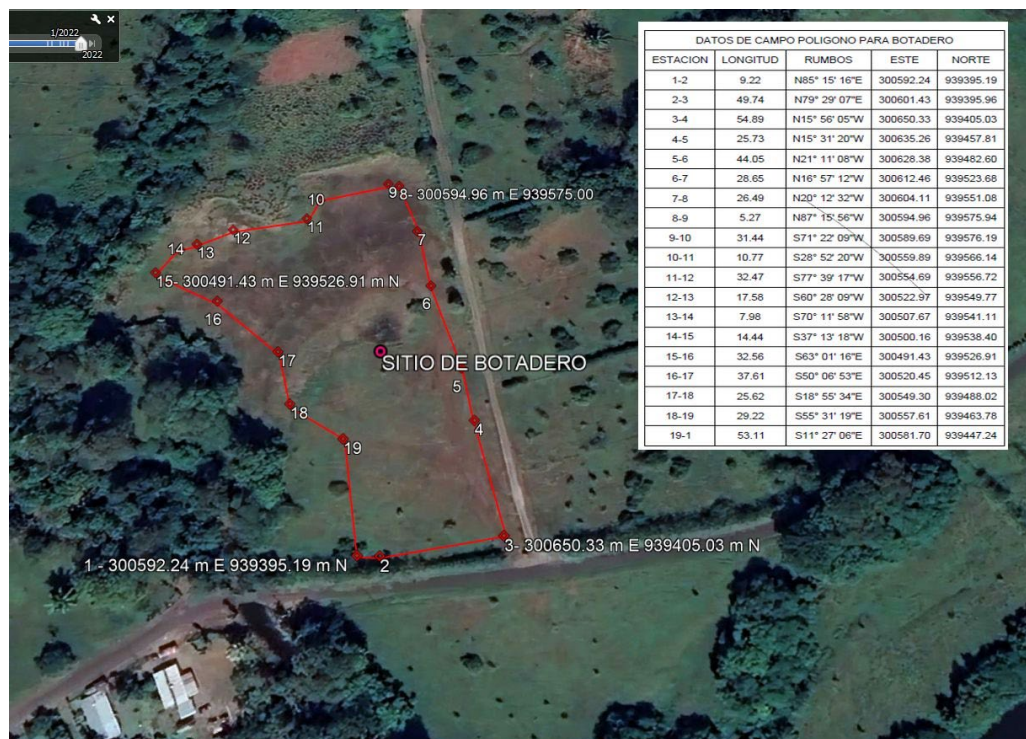 1/2022
2022
DATOS DE CAMPO POLIGONO PARA BOTADERO
ESTACION LONGITUD RUMBOS ESTE NORTE
1-2 9.22 N85° 15' 16"E 300592.24 939395.19
2-3 49.74 N79° 29' 07"E 300601.43 939395.96
3-4 54.89 N15° 56' 05"W 300650.33 939405.03
4-5 25.73 N15° 31' 20"W 300635.26 939457.81
5-6 44.05 N21° 11' 08"W 300628.38 939482.60
6-7 28.65 N16° 57' 12"W 300612.46 939523.68
7-8 26.49 N20° 12' 32"W 300604.11 939551.08
8-9 5.27 N87° 15' 56"W 300594.96 939575.94
9-10 31.44 S71° 22' 09"W 300589.69 939576.19
10-11 10.77 S28° 52' 20"W 300559.89 939566.14
11-12 32.47 S77° 39' 17"W 300554.69 939556.72
12-13 17.58 S60° 28' 09"W 300522.97 939549.77
13-14 7.98 S70° 11' 58"W 300507.67 939541.11
14-15 14.44 S37° 13' 18"W 300500.16 939538.40
15-16 32.56 S63° 01' 16"E 300491.43 939526.91
16-17 37.61 S50° 06' 53"E 300520.45 939512.13
17-18 25.62 S18° 55' 34"E 300549.30 939488.02
18-19 29.22 S55° 31' 19"E 300557.61 939463.78
19-1 53.11 S11° 27' 06"E 300581.70 939447.24
9 8- 300594.96 m E 939575.00
10
11
7
12
13
14
15- 300491.43 m E 939526.91 m N
6
16
17
SITIO DE BOTADERO
5
18
4
19
3- 300650.33 m E 939405.03 m N
1 - 300592.24 m E 939395.19 m N
2